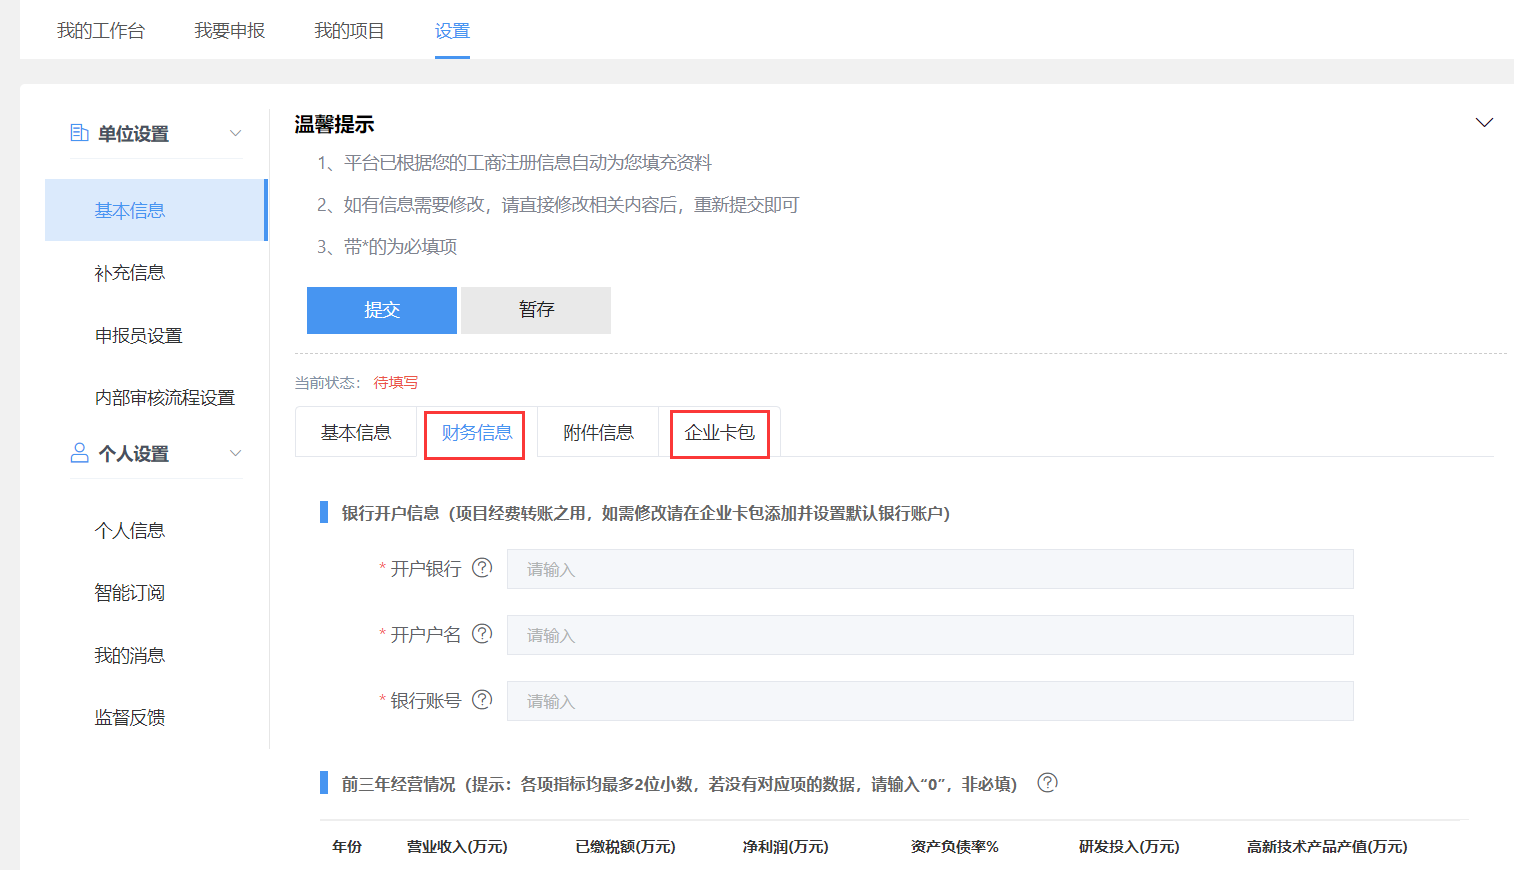 我的工作台 我要申报 我的项目 设置
单位设置
基本信息
补充信息
申报员设置
内部审核流程设置
个人设置
个人信息
智能订阅
我的消息
监督反馈
温馨提示
1、平台已根据您的工商注册信息自动为您填充资料
2、如有信息需要修改，请直接修改相关内容后，重新提交即可
3、带*的为必填项
提交 暂存
当前状态： 待填写
基本信息 财务信息 附件信息 企业卡包
银行开户信息（项目经费转账之用，如需修改请在企业卡包添加并设置默认银行账户）
* 开户银行 ? 请输入
* 开户户名 ? 请输入
* 银行账号 ? 请输入
前三年经营情况（提示：各项指标均最多2位小数，若没有对应项的数据，请输入“0”，非必填） ?
年份 营业收入(万元) 已缴税额(万元) 净利润(万元) 资产负债率% 研发投入(万元) 高新技术产品产值(万元)